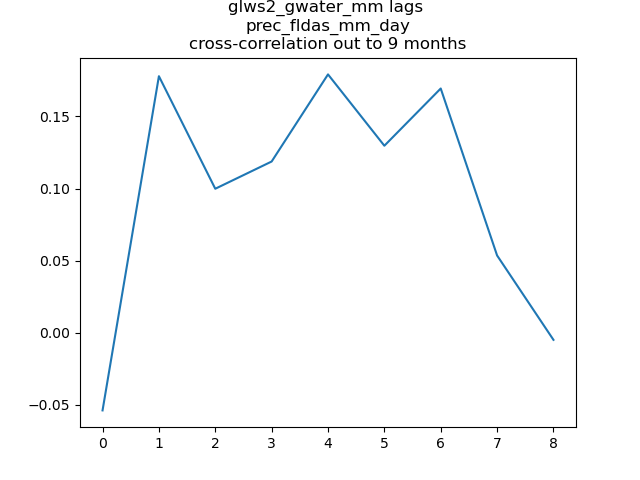 glws2_gwater_mm lags
prec_fldas_mm_day
cross-correlation out to 9 months
0.15
0.10
0.05
0.00
−0.05
0 1 2 3 4 5 6 7 8